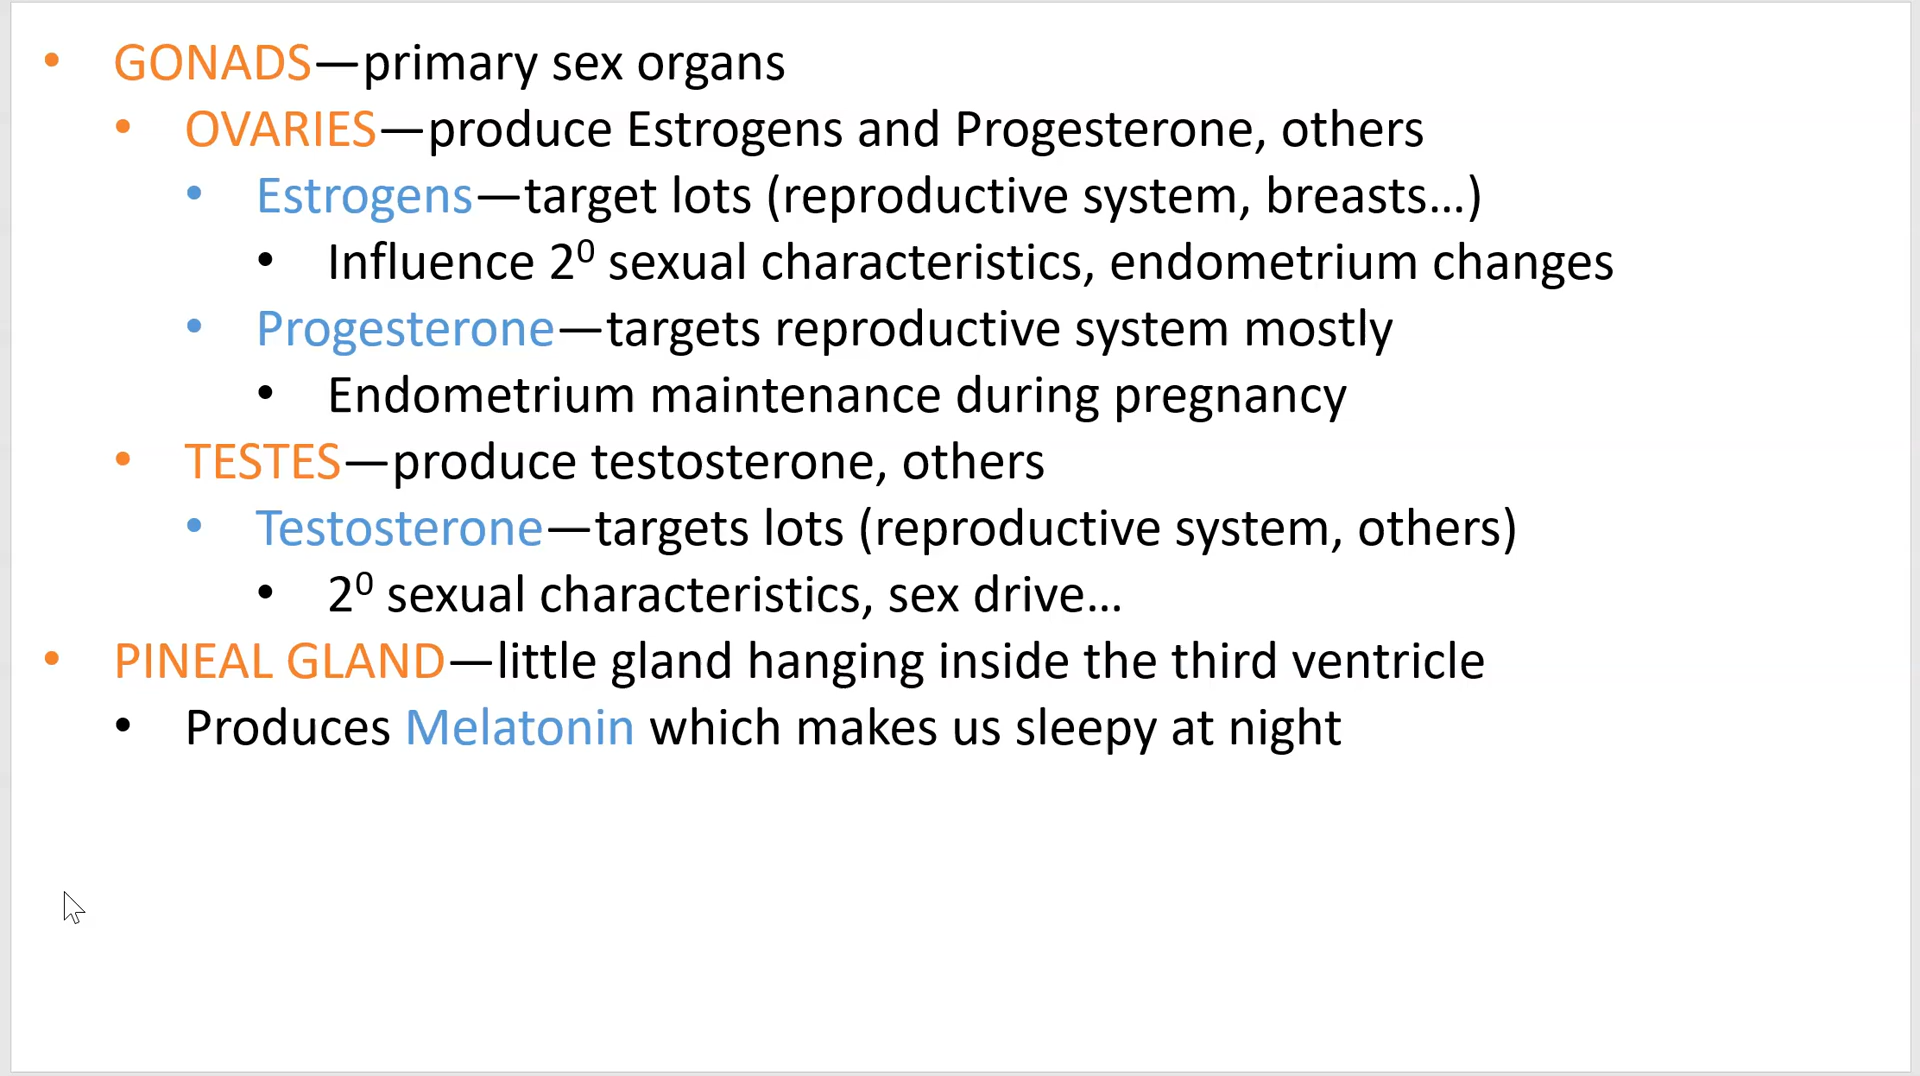 • GONADS—primary sex organs
• OVARIES—produce Estrogens and Progesterone, others
• Estrogens—target lots (reproductive system, breasts…)
• Influence 2⁰ sexual characteristics, endometrium changes
• Progesterone—targets reproductive system mostly
• Endometrium maintenance during pregnancy
• TESTES—produce testosterone, others
• Testosterone—targets lots (reproductive system, others)
• 2⁰ sexual characteristics, sex drive…
• PINEAL GLAND—little gland hanging inside the third ventricle
• Produces Melatonin which makes us sleepy at night